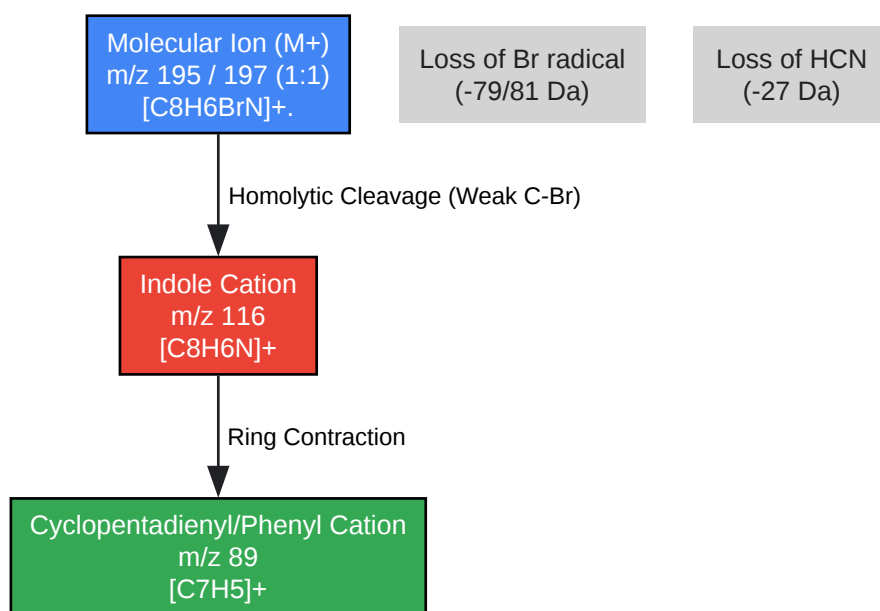 Molecular Ion (M+)
m/z 195 / 197 (1:1)
[C8H6BrN]+.
Loss of Br radical
(-79/81 Da)
Loss of HCN
(-27 Da)
Homolytic Cleavage (Weak C-Br)
Indole Cation
m/z 116
[C8H6N]+
Ring Contraction
Cyclopentadienyl/Phenyl Cation
m/z 89
[C7H5]+